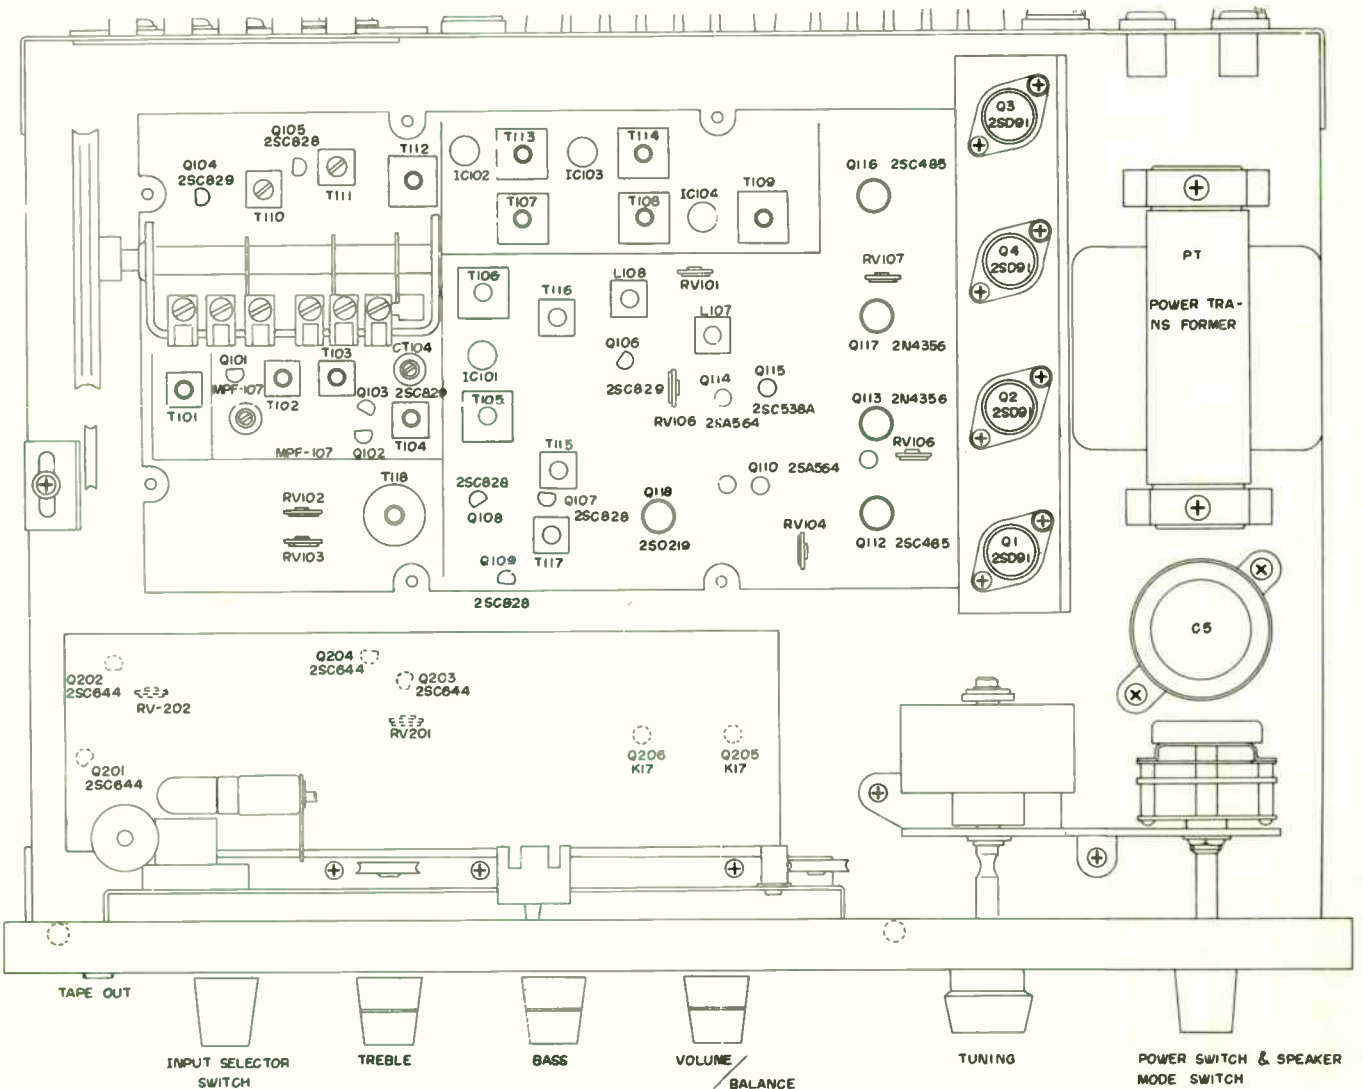 Q3
2SD91
Q105
2SC828
T112
T113
T114
Q104
2SC829
IC102
IC103
Q116 2SC485
T111
T110
T107
T108
IC104
T109
Q4
2SD91
PT
RV107
T106
L108
RV101
T116
L107
POWER TRA-
NS FORMER
Q106
Q117 2N4356
Q101
T103
CT104
IC101
2SC829
Q114
Q115
MPF-107
Q103
2SC829
T102
T101
T105
RV106
2SA564
2SC538A
Q113 2N4356
Q2
2SD91
T104
MPF-107
Q102
RV106
T115
T118
2SC828
Q110 2SA564
RV102
Q108
Q107
2SC828
Q118
RV104
RV103
T117
2SO219
Q112 2SC485
Q1
2SD91
Q109
2SC828
C5
Q204
2SC644
Q202
2SC644
Q203
2SC644
RV-202
RV201
Q206
K17
Q205
K17
Q201
2SC644
TAPE OUT
INPUT SELECTOR
SWITCH
TREBLE
BASS
VOLUME
/
BALANCE
TUNING
POWER SWITCH & SPEAKER
MODE SWITCH